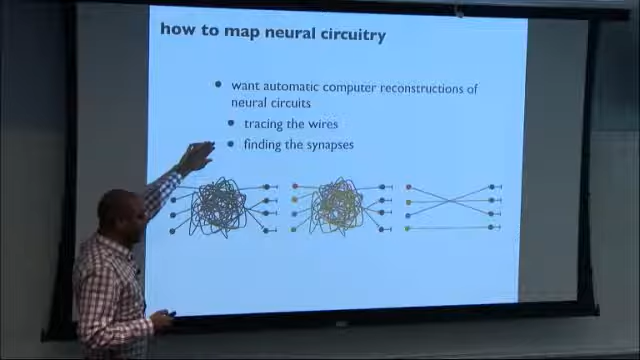 how to map neural circuitry
want automatic computer reconstructions of
neural circuits
tracing the wires
finding the synapses